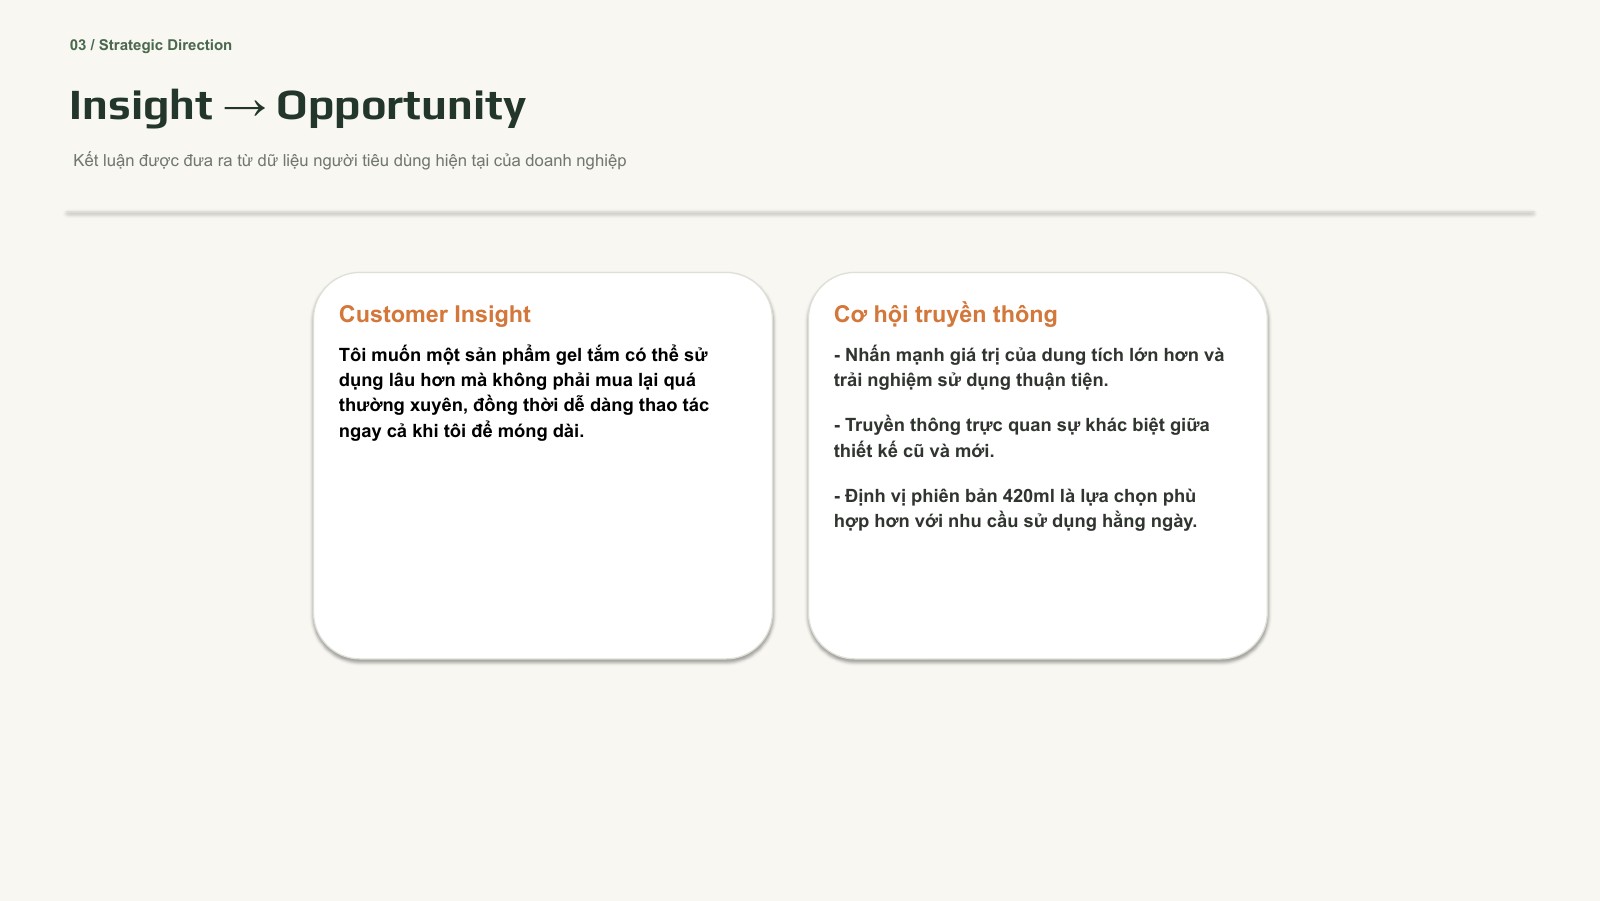 03 / Strategic Direction
Insight → Opportunity
Kết luận được đưa ra từ dữ liệu người tiêu dùng hiện tại của doanh nghiệp
Customer Insight
Tôi muốn một sản phẩm gel tắm có thể sử
dụng lâu hơn mà không phải mua lại quá
thường xuyên, đồng thời dễ dàng thao tác
ngay cả khi tôi để móng dài.
Cơ hội truyền thông
- Nhấn mạnh giá trị của dung tích lớn hơn và
trải nghiệm sử dụng thuận tiện.
- Truyền thông trực quan sự khác biệt giữa
thiết kế cũ và mới.
- Định vị phiên bản 420ml là lựa chọn phù
hợp hơn với nhu cầu sử dụng hằng ngày.